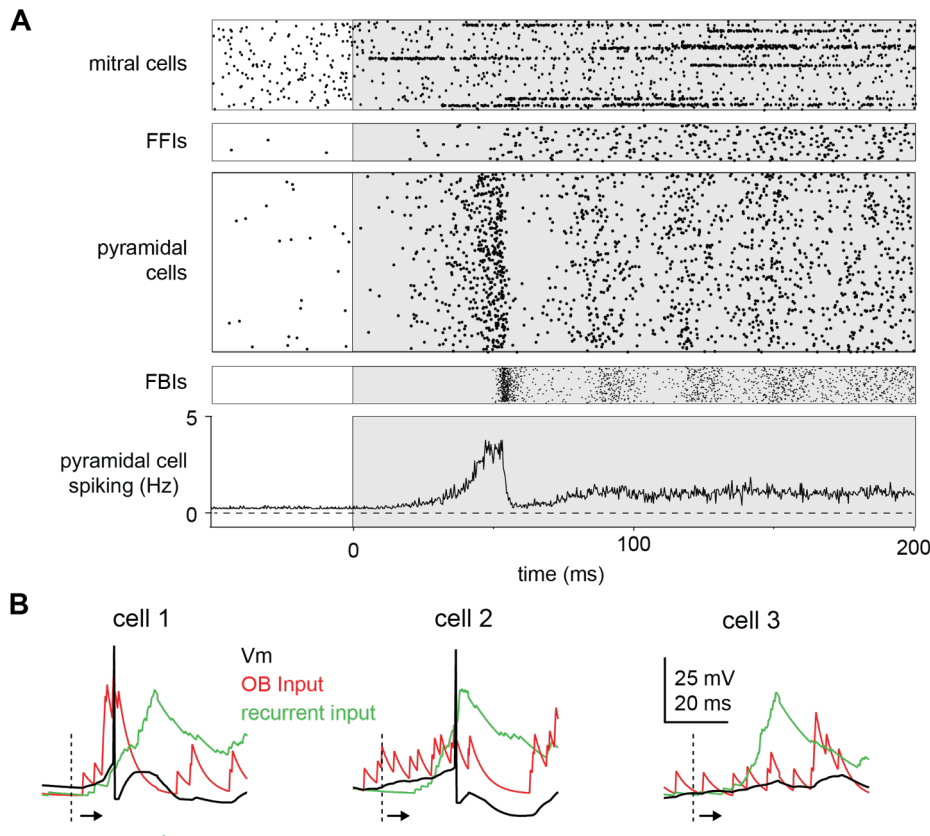 A
mitral cells
FFIs
pyramidal
cells
FBIs
5
pyramidal cell
spiking (Hz)
0
0
100
200
time (ms)
B
cell 1
cell 2
cell 3
Vm
OB Input
recurrent input
25 mV
20 ms